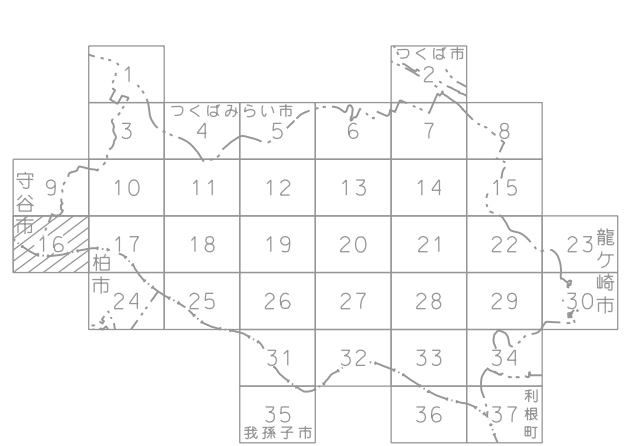 つくば市
1
2
つくばみらい市
3 4 5 6 7 8
守谷市
9 10 11 12 13 14 15
16 17 18 19 20 21 22 23
龍ケ崎市
柏市
24 25 26 27 28 29 30
31 32 33 34
利根町
35 36 37
我孫子市